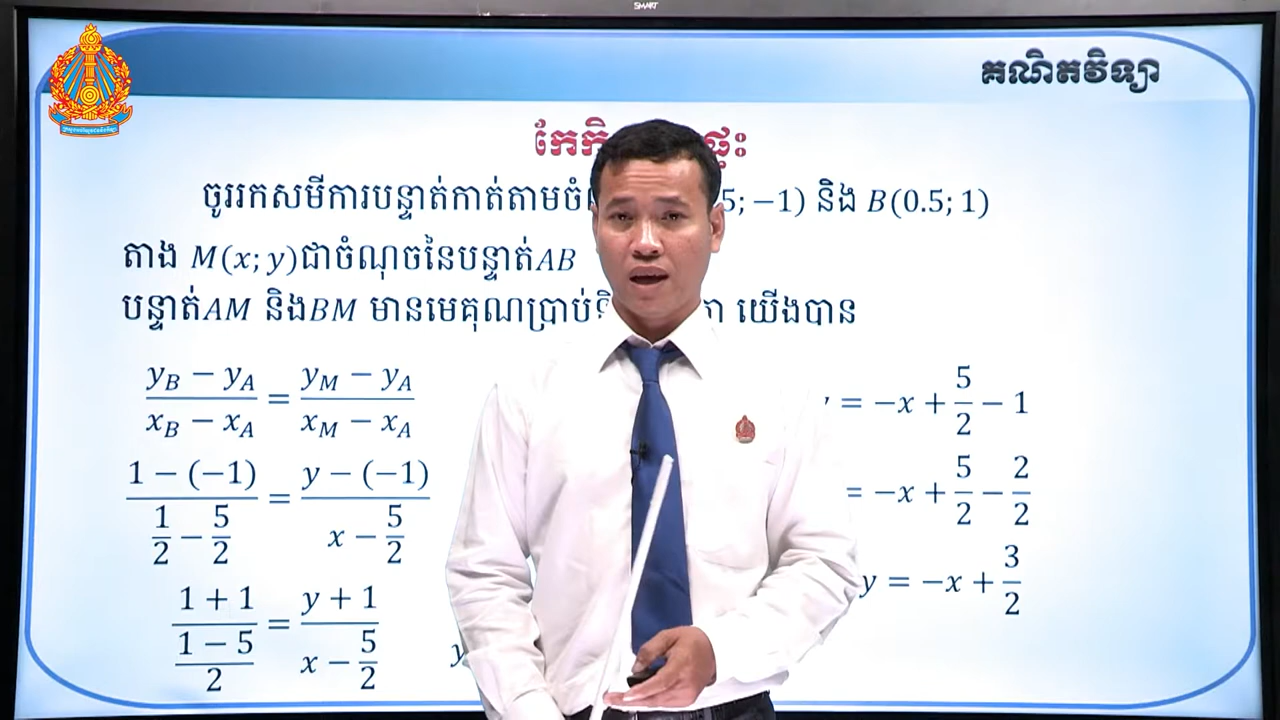 SMART
គណិតវិទ្យា
ចូររកសមីការបន្ទាត់កាត់តាម 5; −1) និង B(0.5; 1)
តាង M(x; y)ជាចំណុចនៃបន្ទាត់AB
បន្ទាត់AM និងBM មានមេគុណប្រាប់ យើងបាន
(y_B − y_A)/(x_B − x_A) = (y_M − y_A)/(x_M − x_A)
(1 − (−1))/(1/2 − 5/2) = (y − (−1))/(x − 5/2)
(1 + 1)/((1 − 5)/2) = (y + 1)/(x − 5/2)
y
= −x + 5/2 − 1
= −x + 5/2 − 2/2
y = −x + 3/2